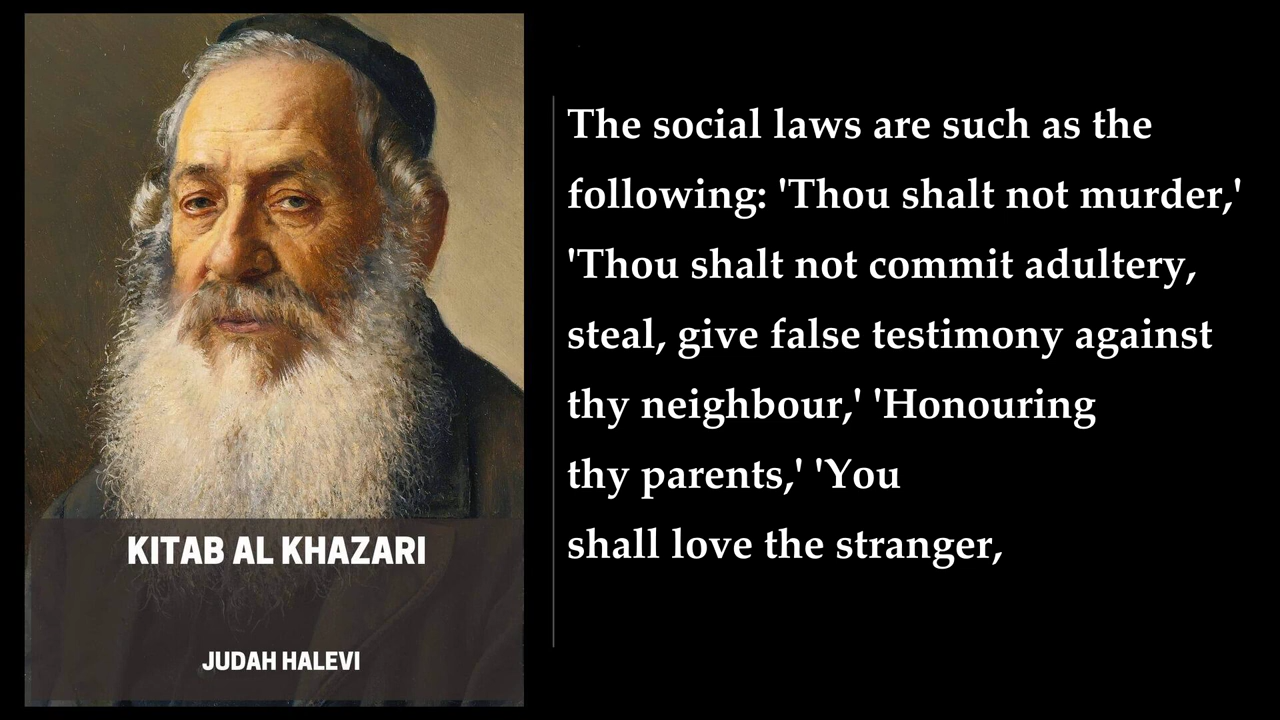 KITAB AL KHAZARI
JUDAH HALEVI
The social laws are such as the
following: 'Thou shalt not murder,'
'Thou shalt not commit adultery,
steal, give false testimony against
thy neighbour,' 'Honouring
thy parents,' 'You
shall love the stranger,